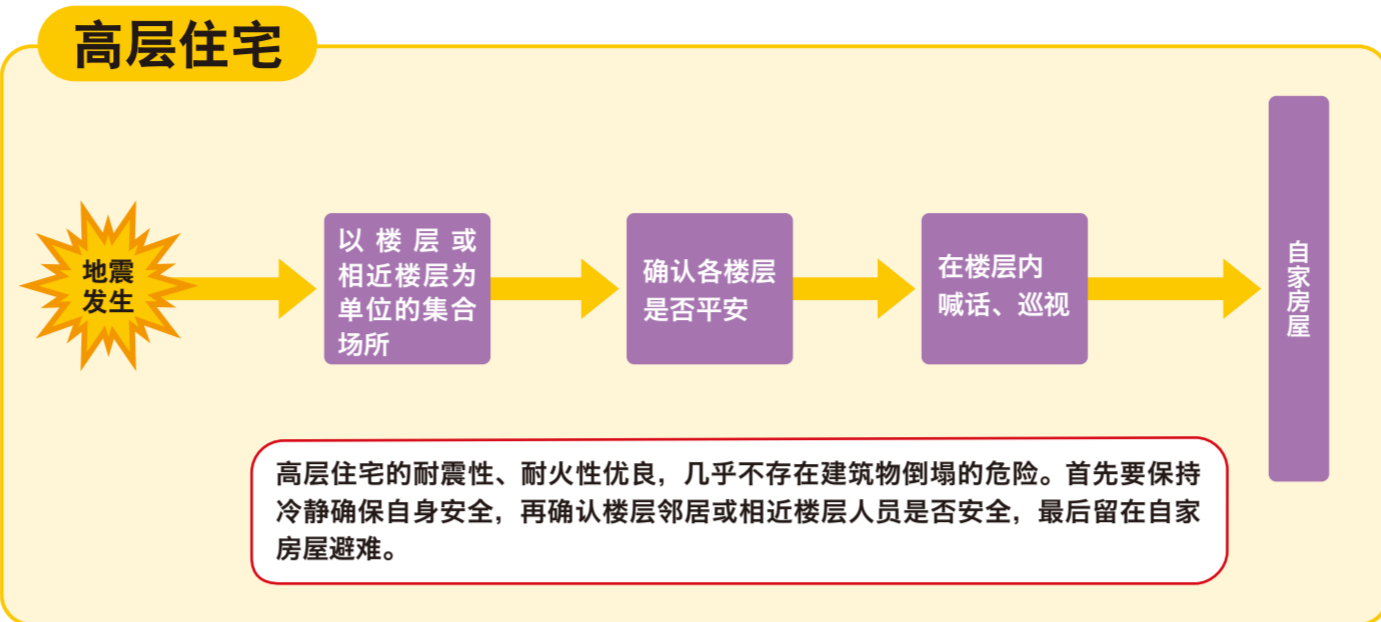 高层住宅
地震
发生
以楼层或
相近楼层为
单位的集合
场所
确认各楼层
是否平安
在楼层内
喊话、巡视
自家房屋
高层住宅的耐震性、耐火性优良，几乎不存在建筑物倒塌的危险。首先要保持
冷静确保自身安全，再确认楼层邻居或相近楼层人员是否安全，最后留在自家
房屋避难。